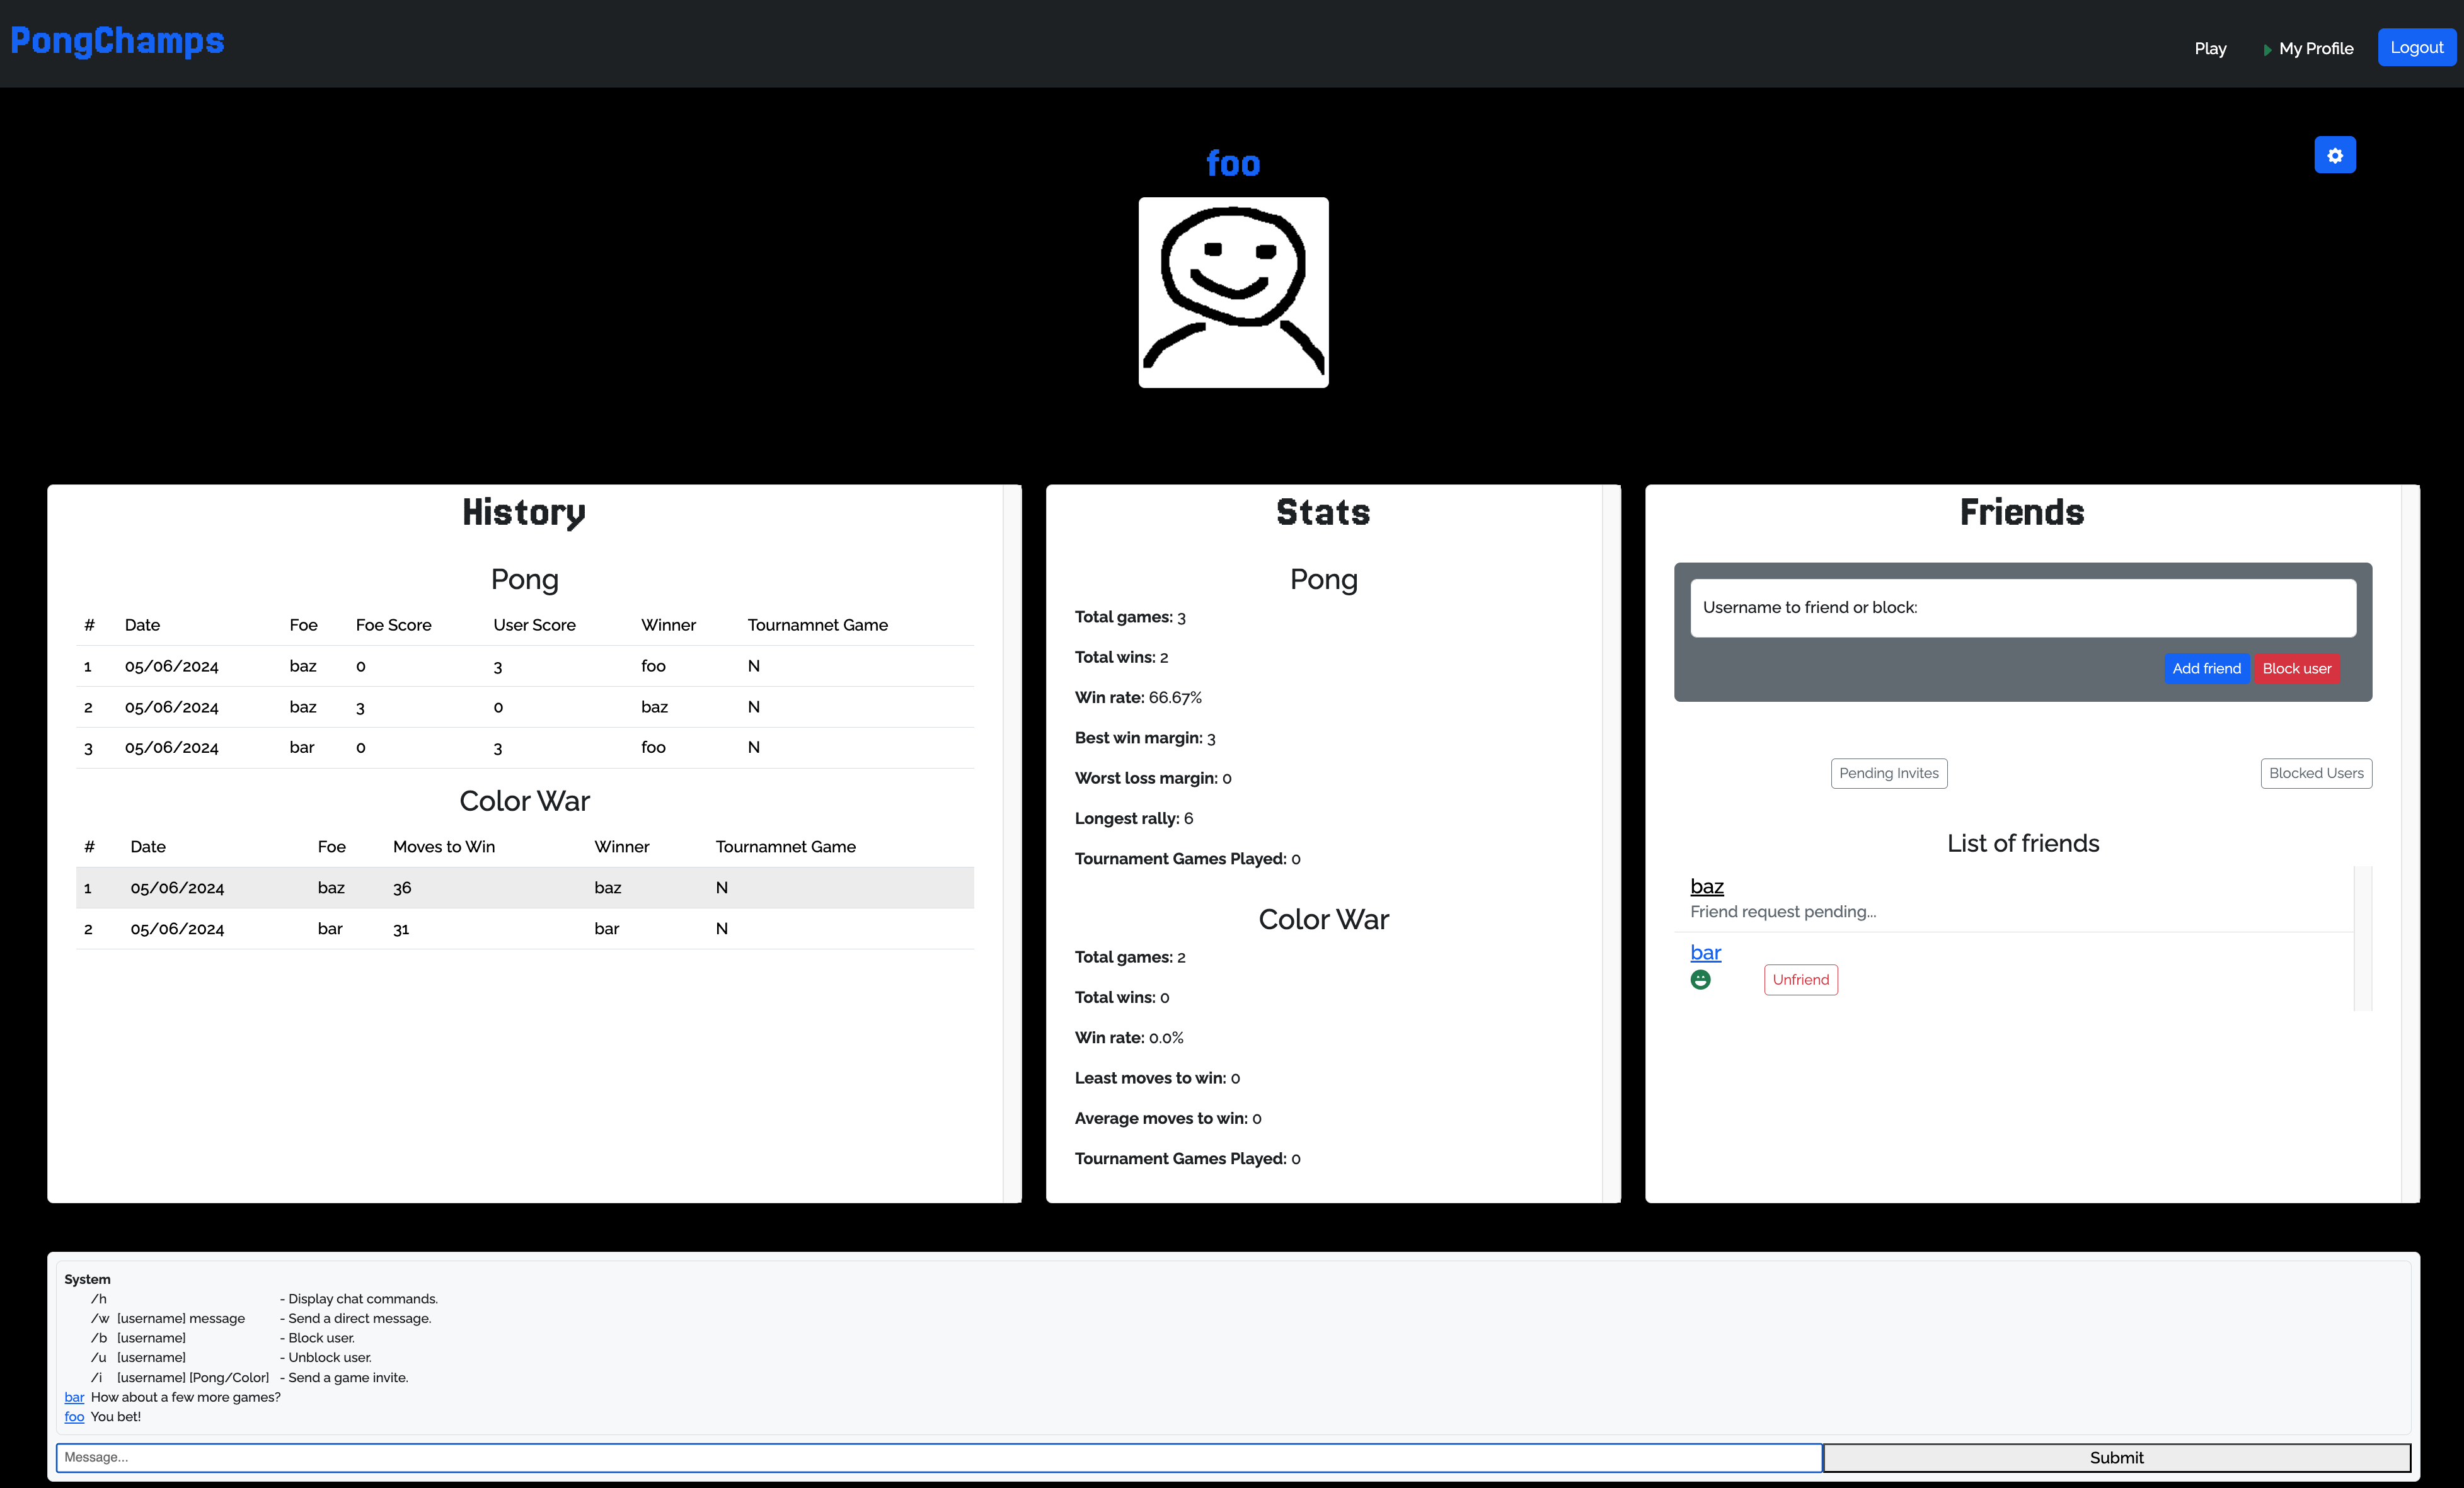 PongChamps
Play My Profile Logout
foo
History
Pong
# Date Foe Foe Score User Score Winner Tournamnet Game
1 05/06/2024 baz 0 3 foo N
2 05/06/2024 baz 3 0 baz N
3 05/06/2024 bar 0 3 foo N
Color War
# Date Foe Moves to Win Winner Tournamnet Game
1 05/06/2024 baz 36 baz N
2 05/06/2024 bar 31 bar N
Stats
Pong
Total games: 3
Total wins: 2
Win rate: 66.67%
Best win margin: 3
Worst loss margin: 0
Longest rally: 6
Tournament Games Played: 0
Color War
Total games: 2
Total wins: 0
Win rate: 0.0%
Least moves to win: 0
Average moves to win: 0
Tournament Games Played: 0
Friends
Username to friend or block:
Add friend Block user
Pending Invites Blocked Users
List of friends
baz
Friend request pending...
bar
Unfriend
System
/h - Display chat commands.
/w [username] message - Send a direct message.
/b [username] - Block user.
/u [username] - Unblock user.
/i [username] [Pong/Color] - Send a game invite.
bar How about a few more games?
foo You bet!
Message... Submit